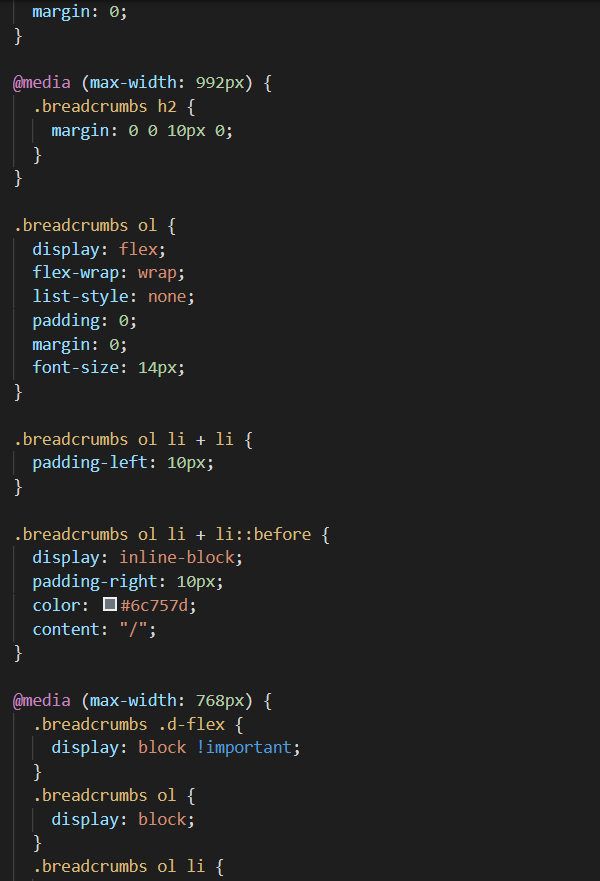 margin: 0;
}

@media (max-width: 992px) {
  .breadcrumbs h2 {
    margin: 0 0 10px 0;
  }
}

.breadcrumbs ol {
  display: flex;
  flex-wrap: wrap;
  list-style: none;
  padding: 0;
  margin: 0;
  font-size: 14px;
}

.breadcrumbs ol li + li {
  padding-left: 10px;
}

.breadcrumbs ol li + li::before {
  display: inline-block;
  padding-right: 10px;
  color: #6c757d;
  content: "/";
}

@media (max-width: 768px) {
  .breadcrumbs .d-flex {
    display: block !important;
  }
  .breadcrumbs ol {
    display: block;
  }
  .breadcrumbs ol li {